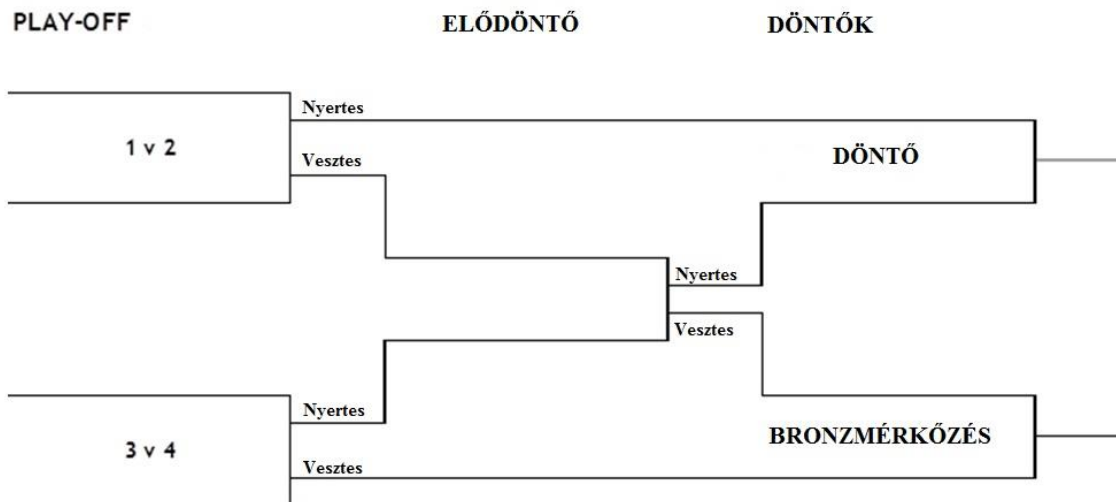 PLAY-OFF ELŐDÖNTŐ DÖNTŐK
Nyertes
1 v 2
Vesztes
DÖNTŐ
Nyertes
Vesztes
Nyertes
3 v 4
Vesztes
BRONZMÉRKŐZÉS